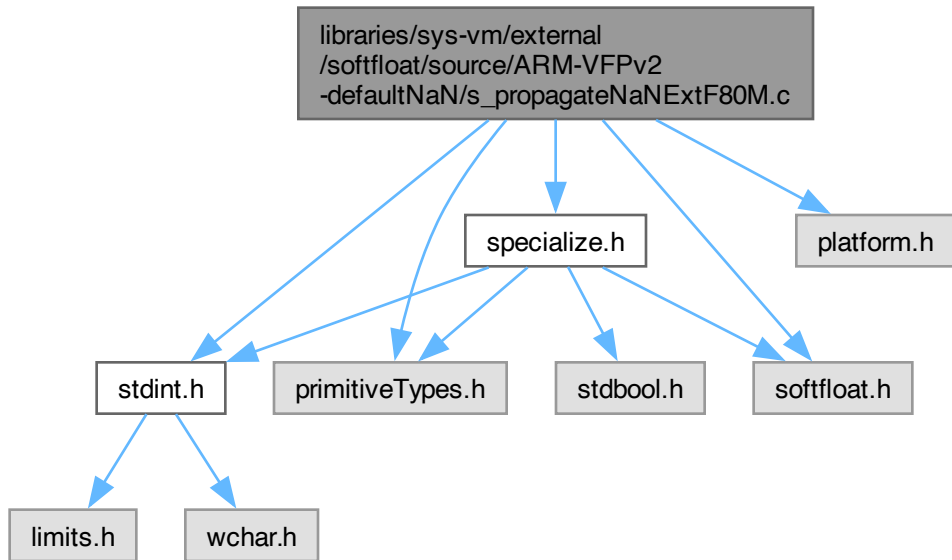 libraries/sys-vm/external
/softfloat/source/ARM-VFPv2
-defaultNaN/s_propagateNaNExtF80M.c
specialize.h
platform.h
stdint.h
primitiveTypes.h
stdbool.h
softfloat.h
limits.h
wchar.h